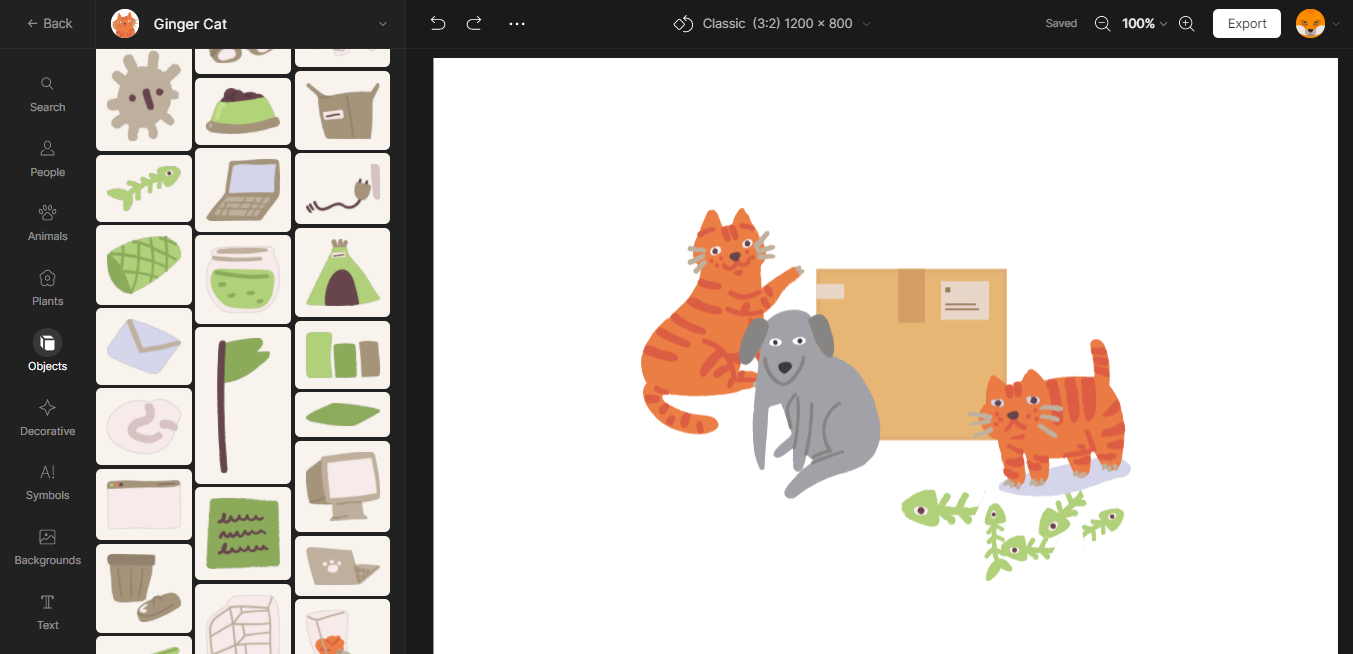 Back
Ginger Cat
Classic (3:2) 1200 × 800
Saved
100%
Export
Search
People
Animals
Plants
Objects
Decorative
A!
Symbols
Backgrounds
Text